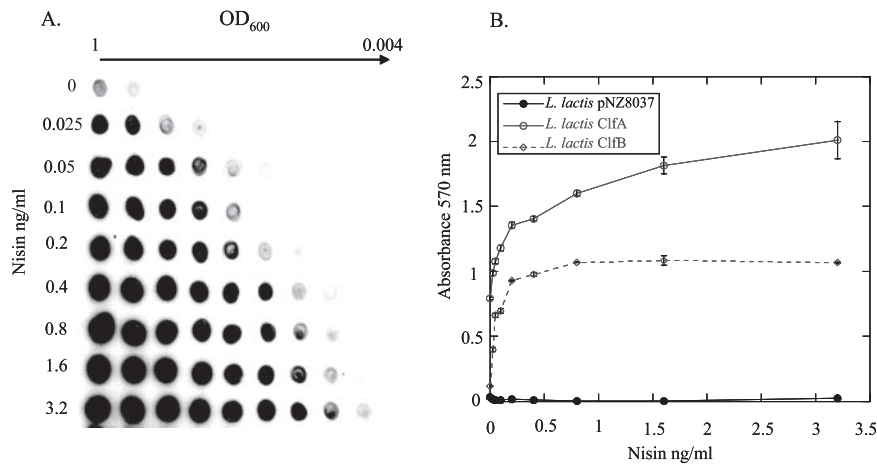 A.
OD600
1
0.004
Nisin ng/ml
0
0.025
0.05
0.1
0.2
0.4
0.8
1.6
3.2
B.
Absorbance 570 nm
2.5
2
1.5
1
0.5
0
L. lactis pNZ8037
L. lactis ClfA
L. lactis ClfB
0 0.5 1 1.5 2 2.5 3 3.5
Nisin ng/ml